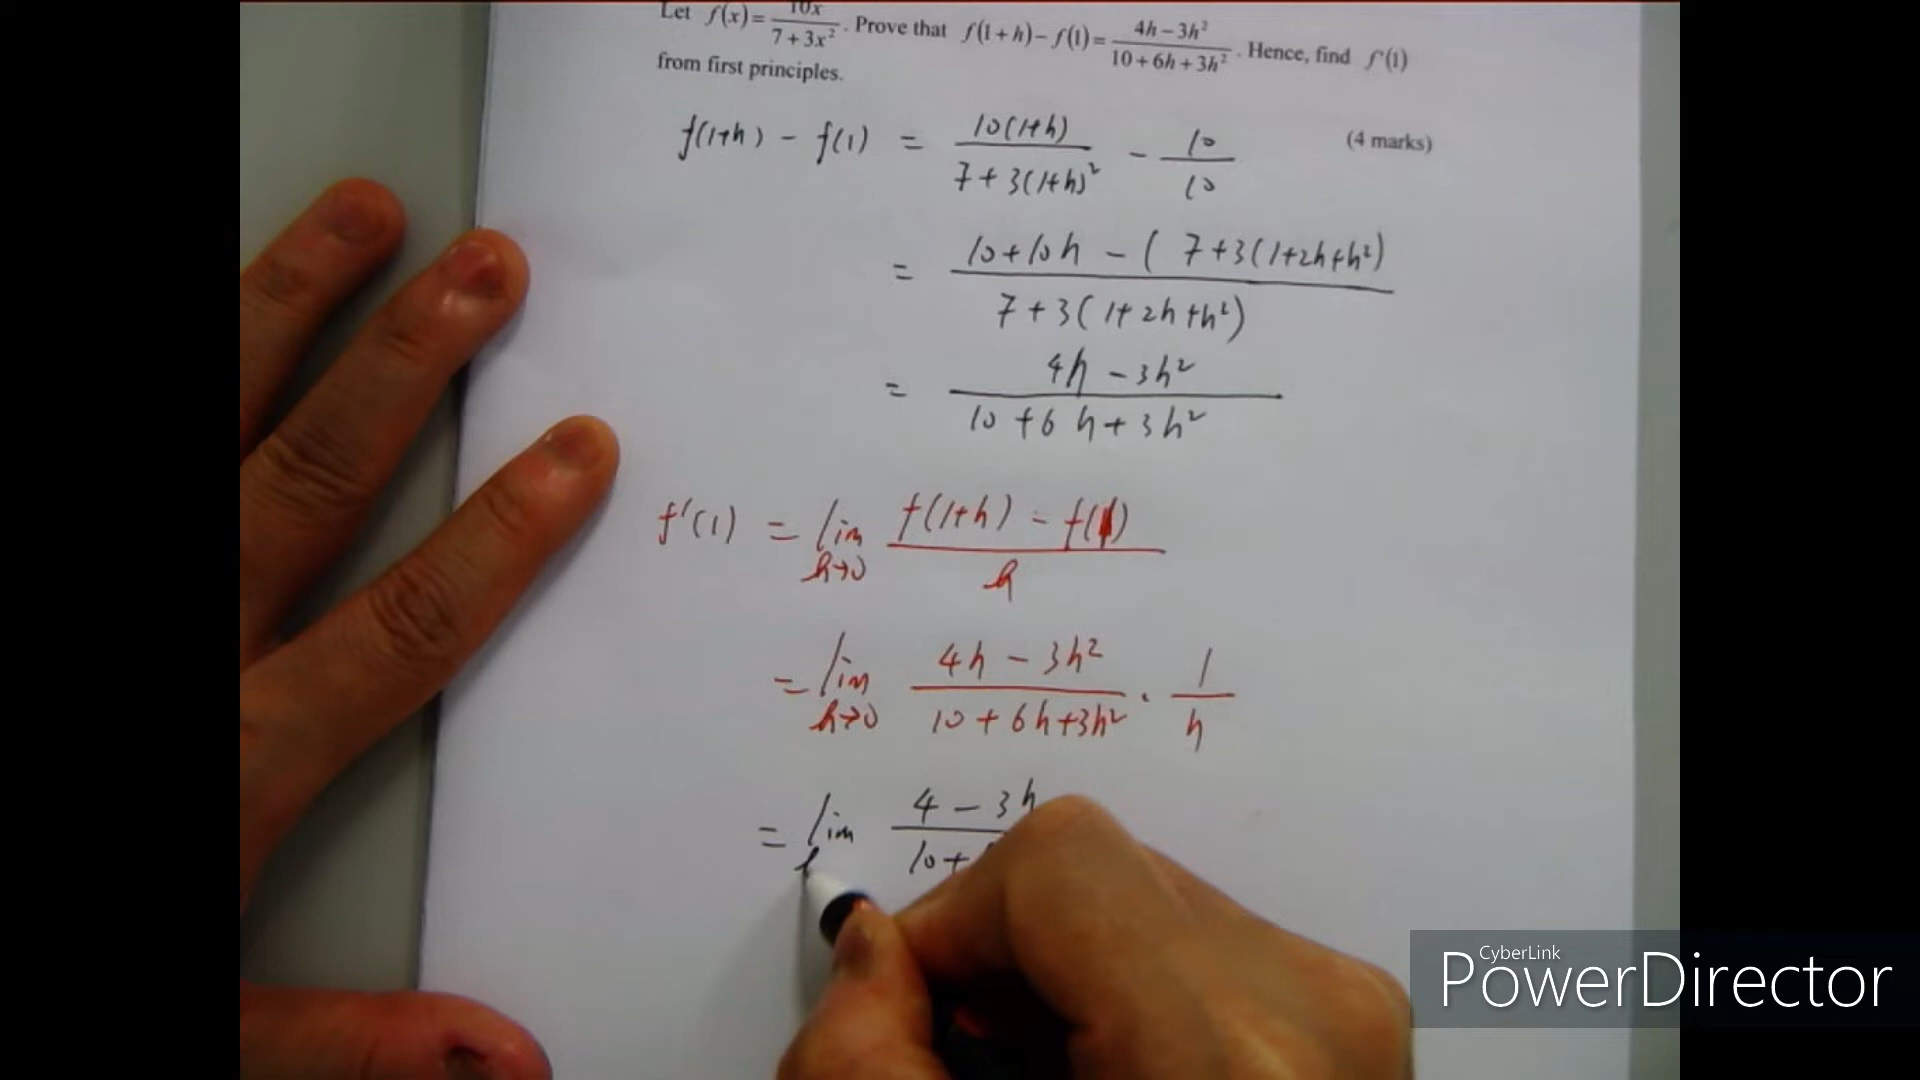 Let f(x) = 10x / (7 + 3x²). Prove that f(1 + h) − f(1) = (4h − 3h²) / (10 + 6h + 3h²). Hence, find f'(1)
from first principles.
(4 marks)
f(1+h) − f(1) = 10(1+h) / (7 + 3(1+h)²) − 10/10
= (10+10h − ( 7+3(1+2h+h²)) / (7+3(1+2h+h²))
= (4h − 3h²) / (10 + 6h + 3h²)
f'(1) = lim h→0 (f(1+h) − f(1)) / h
= lim h→0 (4h − 3h²) / (10 + 6h + 3h²) · 1/h
= lim (4 − 3h) / (10 +
CyberLink
PowerDirector